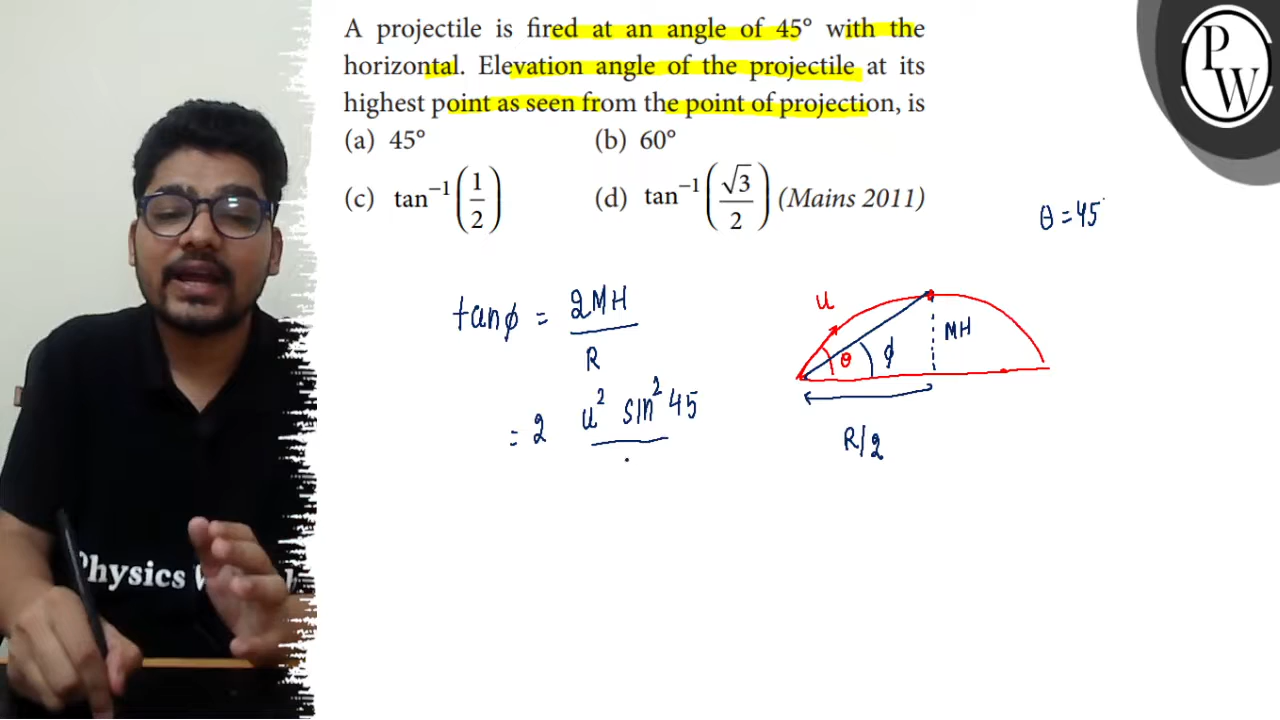 A projectile is fired at an angle of 45° with the
horizontal. Elevation angle of the projectile at its
highest point as seen from the point of projection, is
(a) 45° (b) 60°
(c) tan⁻¹(1/2) (d) tan⁻¹(√3/2) (Mains 2011)
PW
θ = 45°
tanϕ = 2MH/R
= 2 u² sin² 45
u
θ
ϕ
MH
R/2
Physics W